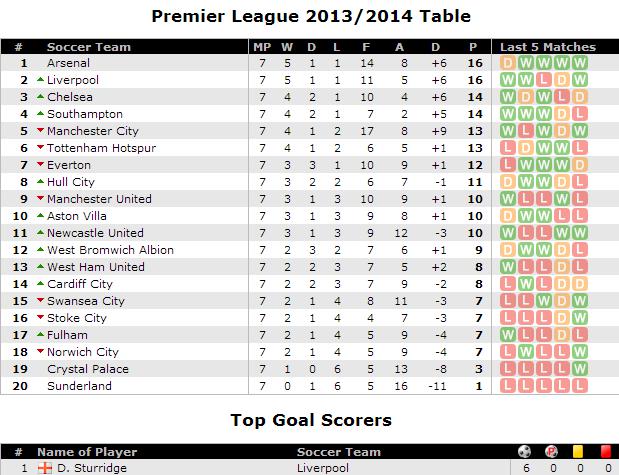 Premier League 2013/2014 Table
# Soccer Team MP W D L F A D P Last 5 Matches
1 Arsenal 7 5 1 1 14 8 +6 16 D W W W W
2 Liverpool 7 5 1 1 11 5 +6 16 W W L D W
3 Chelsea 7 4 2 1 10 4 +6 14 W D W L D
4 Southampton 7 4 2 1 7 2 +5 14 W W W D L
5 Manchester City 7 4 1 2 17 8 +9 13 W L W D W
6 Tottenham Hotspur 7 4 1 2 6 5 +1 13 L D W W L
7 Everton 7 3 3 1 10 9 +1 12 L W W W D
8 Hull City 7 3 2 2 6 7 -1 11 D W W D L
9 Manchester United 7 3 1 3 10 9 +1 10 W L L W L
10 Aston Villa 7 3 1 3 9 8 +1 10 D W W L L
11 Newcastle United 7 3 1 3 9 12 -3 10 W L L W W
12 West Bromwich Albion 7 2 3 2 7 6 +1 9 D W W D L
13 West Ham United 7 2 2 3 7 5 +2 8 W L L D L
14 Cardiff City 7 2 2 3 7 9 -2 8 L W L D D
15 Swansea City 7 2 1 4 8 11 -3 7 L L D W W
16 Stoke City 7 2 1 4 4 7 -3 7 L L L D W
17 Fulham 7 2 1 4 5 9 -4 7 W L L D L
18 Norwich City 7 2 1 4 5 9 -4 7 L W L W L
19 Crystal Palace 7 1 0 6 5 13 -8 3 L L L L W
20 Sunderland 7 0 1 6 5 16 -11 1 L L L L L
Top Goal Scorers
# Name of Player Soccer Team P
1 D. Sturridge Liverpool 6 0 0 0